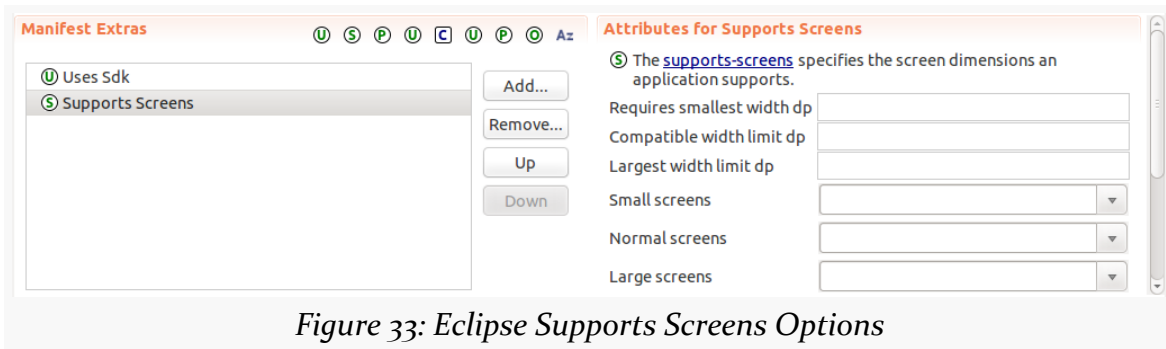 Manifest Extras
U S P U C U P O Az
U Uses Sdk
S Supports Screens
Add...
Remove...
Up
Down
Attributes for Supports Screens
S The supports-screens specifies the screen dimensions an
application supports.
Requires smallest width dp
Compatible width limit dp
Largest width limit dp
Small screens
Normal screens
Large screens
Figure 33: Eclipse Supports Screens Options